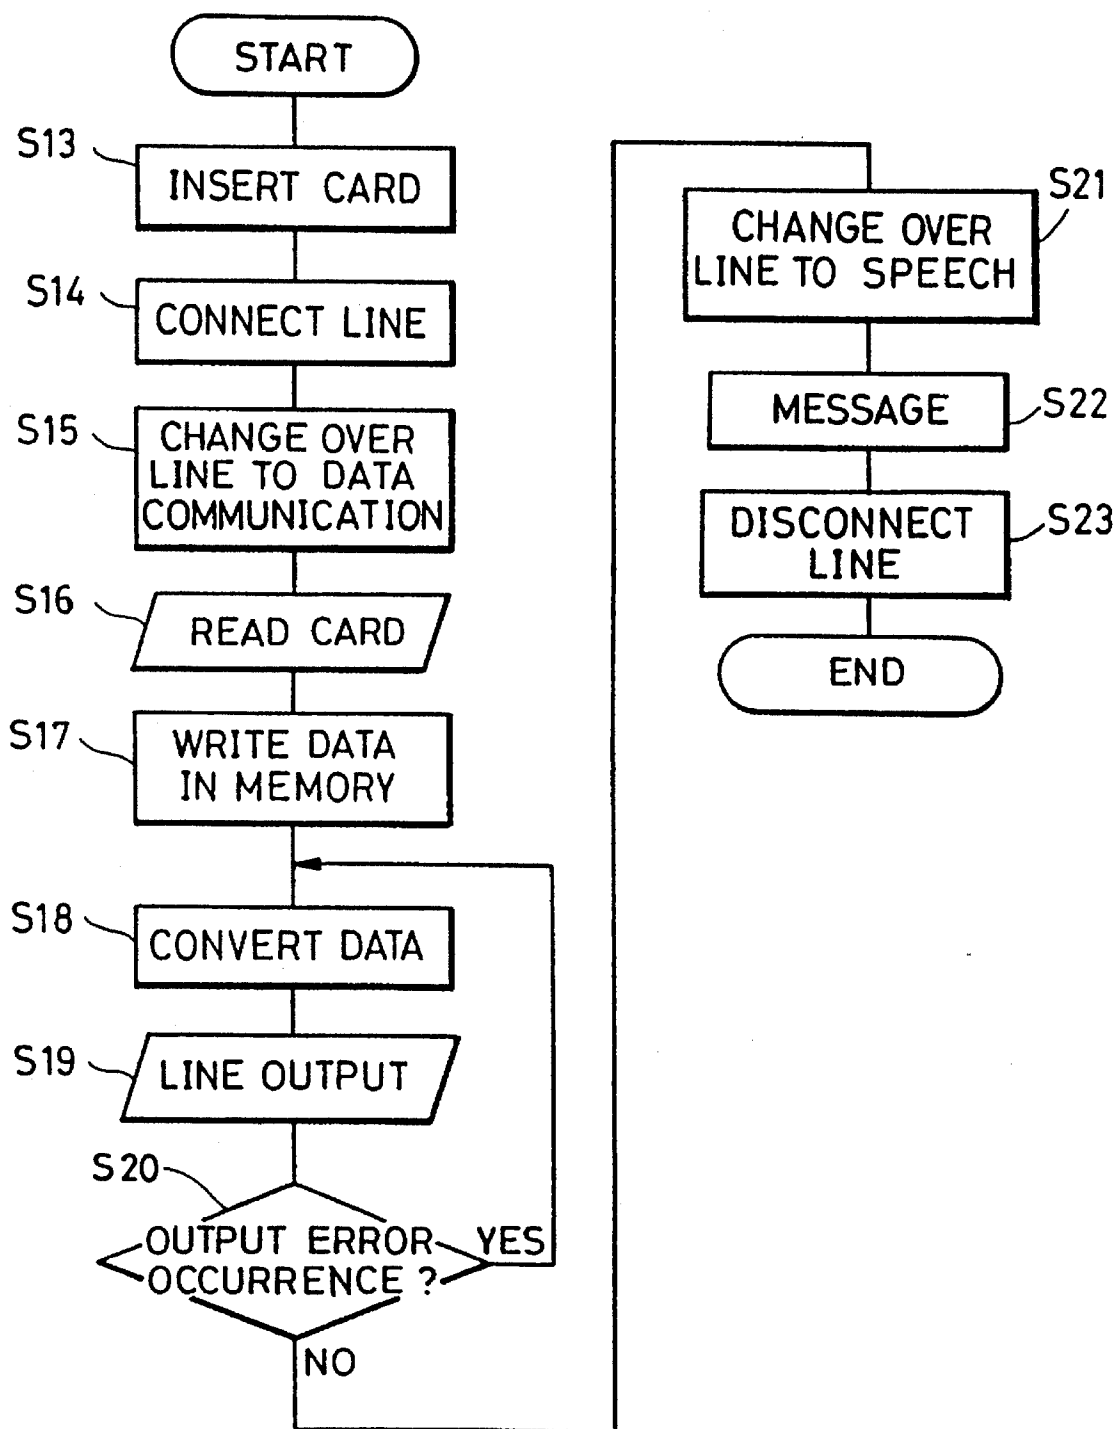 START
S13
INSERT CARD
S14
CONNECT LINE
S15
CHANGE OVER
LINE TO DATA
COMMUNICATION
S16
READ CARD
S17
WRITE DATA
IN MEMORY
S18
CONVERT DATA
S19
LINE OUTPUT
S20
OUTPUT ERROR
OCCURRENCE ?
YES
NO
S21
CHANGE OVER
LINE TO SPEECH
MESSAGE
S22
DISCONNECT
LINE
S23
END